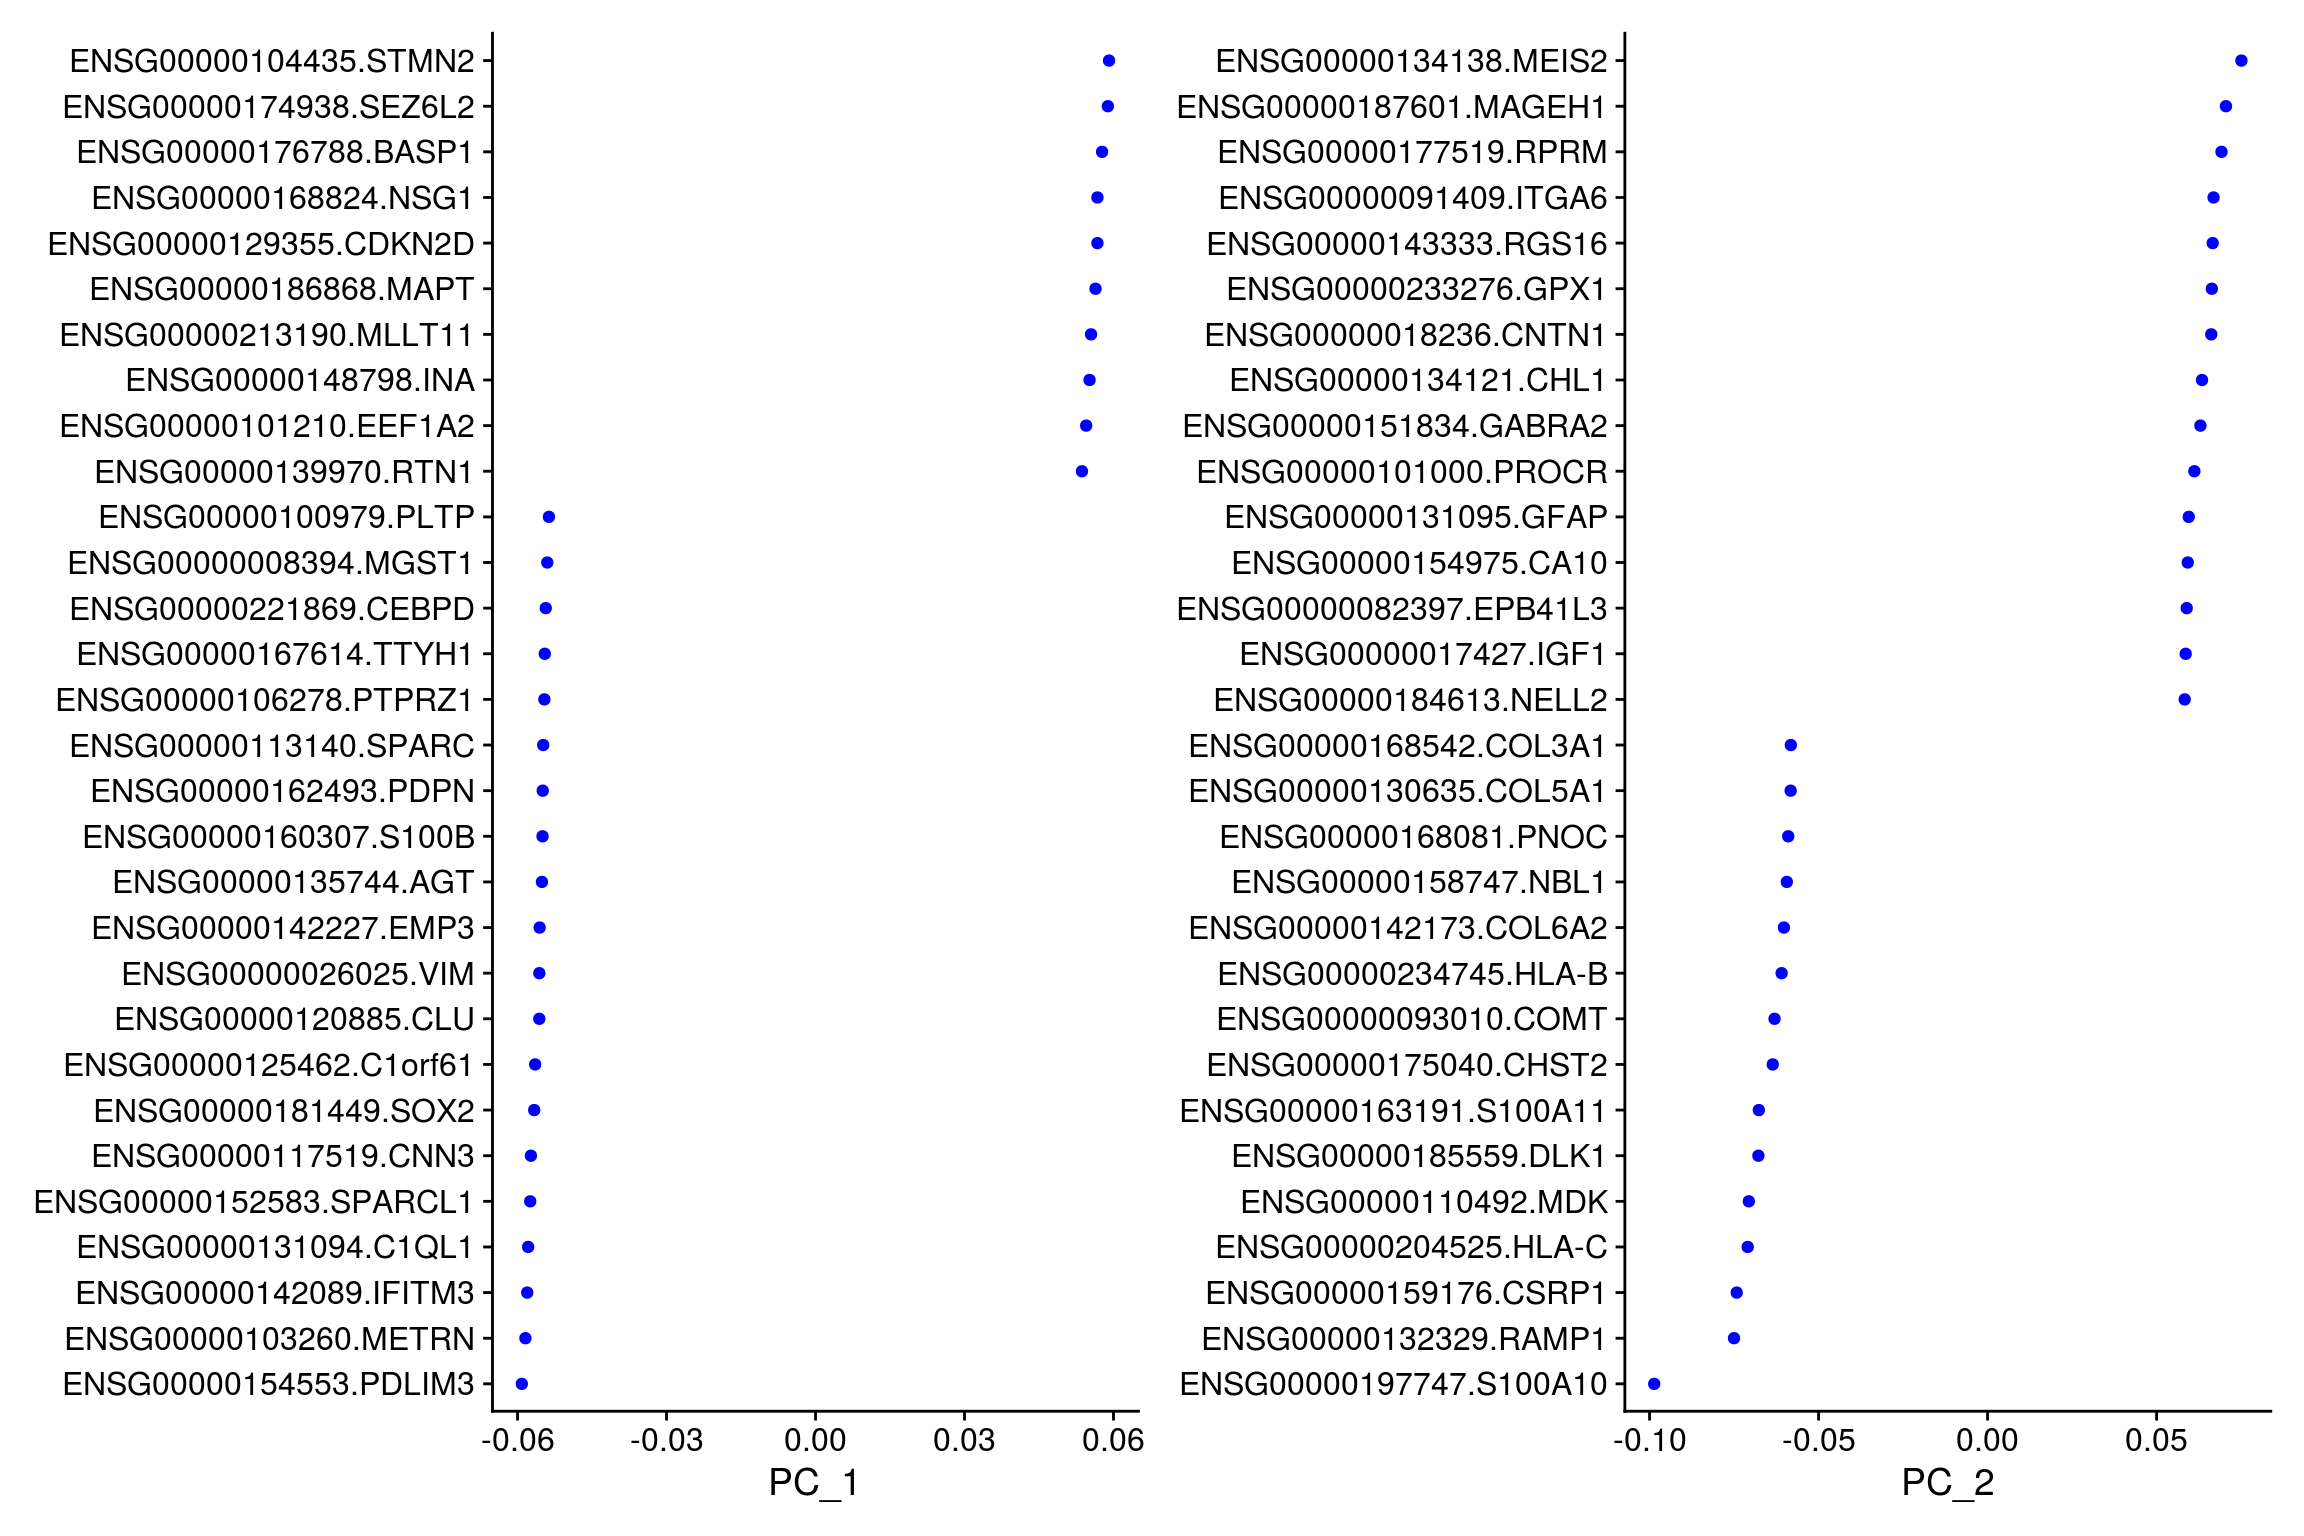 ENSG00000104435.STMN2
ENSG00000174938.SEZ6L2
ENSG00000176788.BASP1
ENSG00000168824.NSG1
ENSG00000129355.CDKN2D
ENSG00000186868.MAPT
ENSG00000213190.MLLT11
ENSG00000148798.INA
ENSG00000101210.EEF1A2
ENSG00000139970.RTN1
ENSG00000100979.PLTP
ENSG00000008394.MGST1
ENSG00000221869.CEBPD
ENSG00000167614.TTYH1
ENSG00000106278.PTPRZ1
ENSG00000113140.SPARC
ENSG00000162493.PDPN
ENSG00000160307.S100B
ENSG00000135744.AGT
ENSG00000142227.EMP3
ENSG00000026025.VIM
ENSG00000120885.CLU
ENSG00000125462.C1orf61
ENSG00000181449.SOX2
ENSG00000117519.CNN3
ENSG00000152583.SPARCL1
ENSG00000131094.C1QL1
ENSG00000142089.IFITM3
ENSG00000103260.METRN
ENSG00000154553.PDLIM3
-0.06 -0.03 0.00 0.03 0.06
PC_1
ENSG00000134138.MEIS2
ENSG00000187601.MAGEH1
ENSG00000177519.RPRM
ENSG00000091409.ITGA6
ENSG00000143333.RGS16
ENSG00000233276.GPX1
ENSG00000018236.CNTN1
ENSG00000134121.CHL1
ENSG00000151834.GABRA2
ENSG00000101000.PROCR
ENSG00000131095.GFAP
ENSG00000154975.CA10
ENSG00000082397.EPB41L3
ENSG00000017427.IGF1
ENSG00000184613.NELL2
ENSG00000168542.COL3A1
ENSG00000130635.COL5A1
ENSG00000168081.PNOC
ENSG00000158747.NBL1
ENSG00000142173.COL6A2
ENSG00000234745.HLA-B
ENSG00000093010.COMT
ENSG00000175040.CHST2
ENSG00000163191.S100A11
ENSG00000185559.DLK1
ENSG00000110492.MDK
ENSG00000204525.HLA-C
ENSG00000159176.CSRP1
ENSG00000132329.RAMP1
ENSG00000197747.S100A10
-0.10 -0.05 0.00 0.05
PC_2